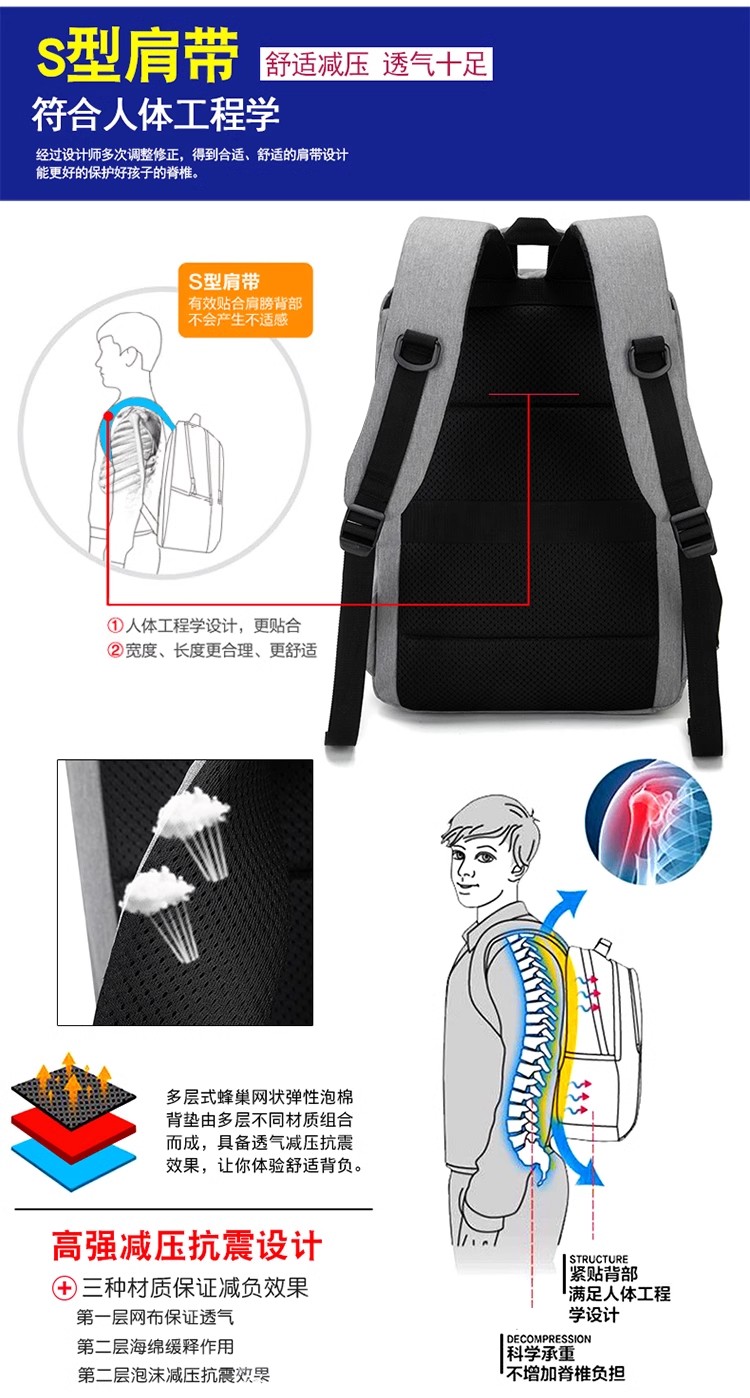 S型肩带
舒适减压 透气十足
符合人体工程学
经过设计师多次调整修正，得到合适、舒适的肩带设计
能更好的保护好孩子的脊椎。
S型肩带
有效贴合肩膀背部
不会产生不适感
①人体工程学设计，更贴合
②宽度、长度更合理、更舒适
多层式蜂巢网状弹性泡棉
背垫由多层不同材质组合
而成，具备透气减压抗震
效果，让你体验舒适背负。
高强减压抗震设计
三种材质保证减负效果
第一层网布保证透气
第二层海绵缓释作用
第二层泡沫减压抗震效果
STRUCTURE
紧贴背部
满足人体工程
学设计
DECOMPRESSION
科学承重
不增加脊椎负担